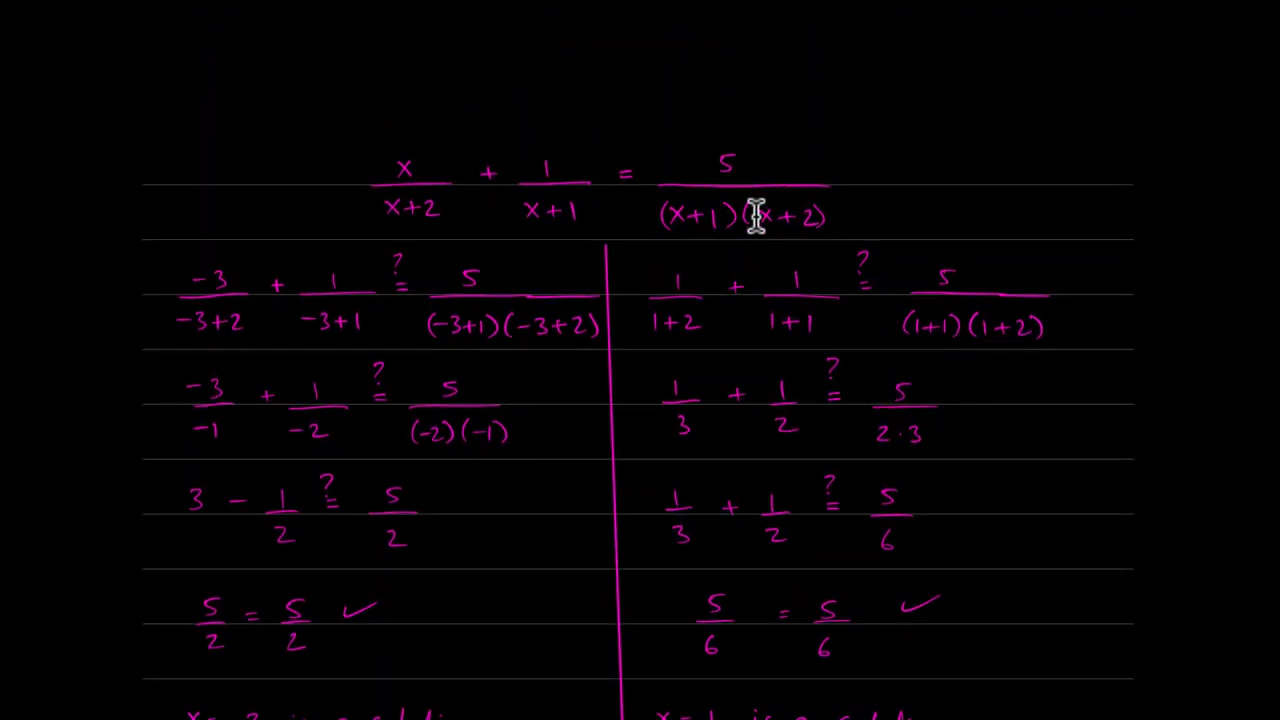 x/(x+2) + 1/(x+1) = 5/((x+1)(x+2))
-3/(-3+2) + 1/(-3+1) ?= 5/((-3+1)(-3+2))
-3/-1 + 1/-2 ?= 5/((-2)(-1))
3 - 1/2 ?= 5/2
5/2 = 5/2 ✓
1/(1+2) + 1/(1+1) ?= 5/((1+1)(1+2))
1/3 + 1/2 ?= 5/(2·3)
1/3 + 1/2 ?= 5/6
5/6 = 5/6 ✓